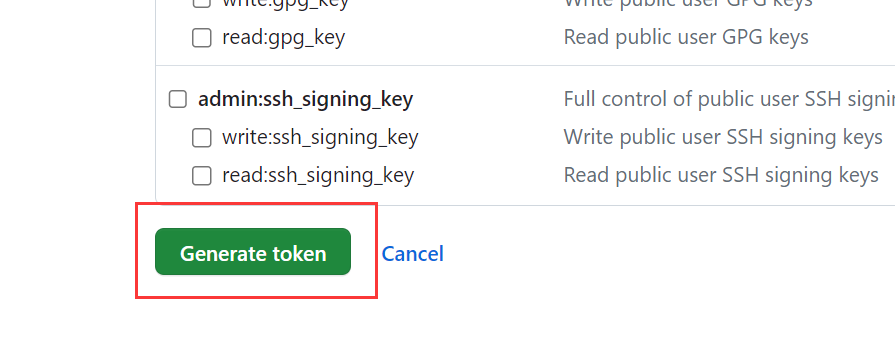 write:gpg_key Write public user GPG keys
read:gpg_key Read public user GPG keys
admin:ssh_signing_key Full control of public user SSH signi
write:ssh_signing_key Write public user SSH signing keys
read:ssh_signing_key Read public user SSH signing keys
Generate token Cancel